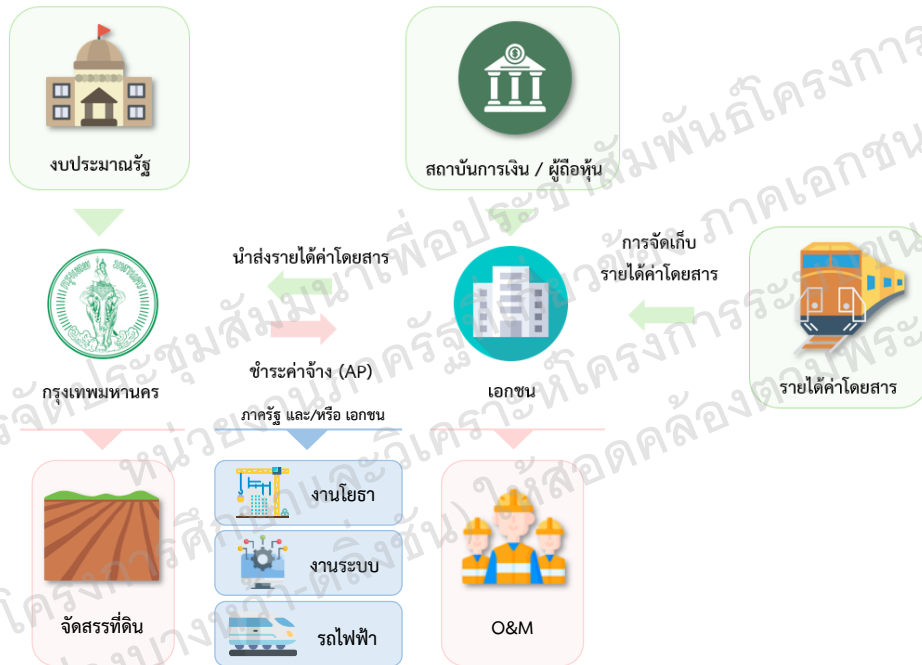 งบประมาณรัฐ
สถาบันการเงิน / ผู้ถือหุ้น
นำส่งรายได้ค่าโดยสาร
การจัดเก็บ
รายได้ค่าโดยสาร
กรุงเทพมหานคร
ชำระค่าจ้าง (AP)
เอกชน
รายได้ค่าโดยสาร
ภาครัฐ และ/หรือ เอกชน
งานโยธา
งานระบบ
รถไฟฟ้า
จัดสรรที่ดิน
O&M